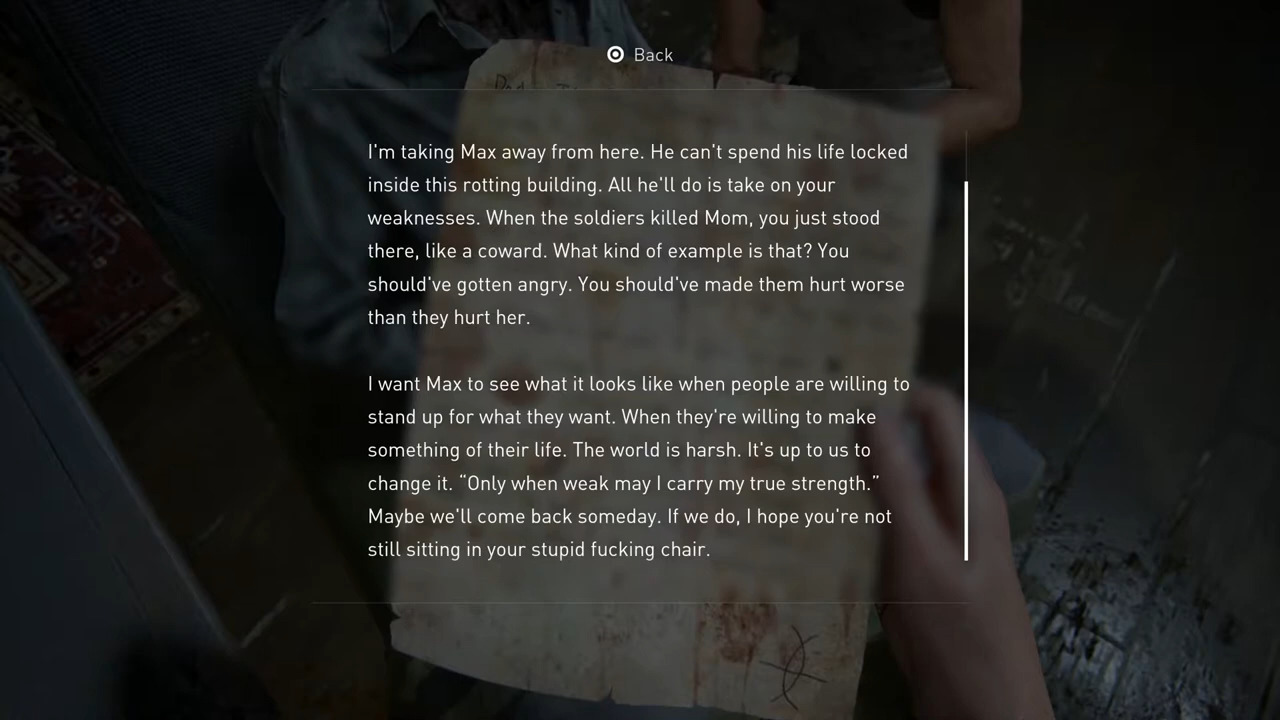 Back
I'm taking Max away from here. He can't spend his life locked
inside this rotting building. All he'll do is take on your
weaknesses. When the soldiers killed Mom, you just stood
there, like a coward. What kind of example is that? You
should've gotten angry. You should've made them hurt worse
than they hurt her.
I want Max to see what it looks like when people are willing to
stand up for what they want. When they're willing to make
something of their life. The world is harsh. It's up to us to
change it. “Only when weak may I carry my true strength.”
Maybe we'll come back someday. If we do, I hope you're not
still sitting in your stupid fucking chair.